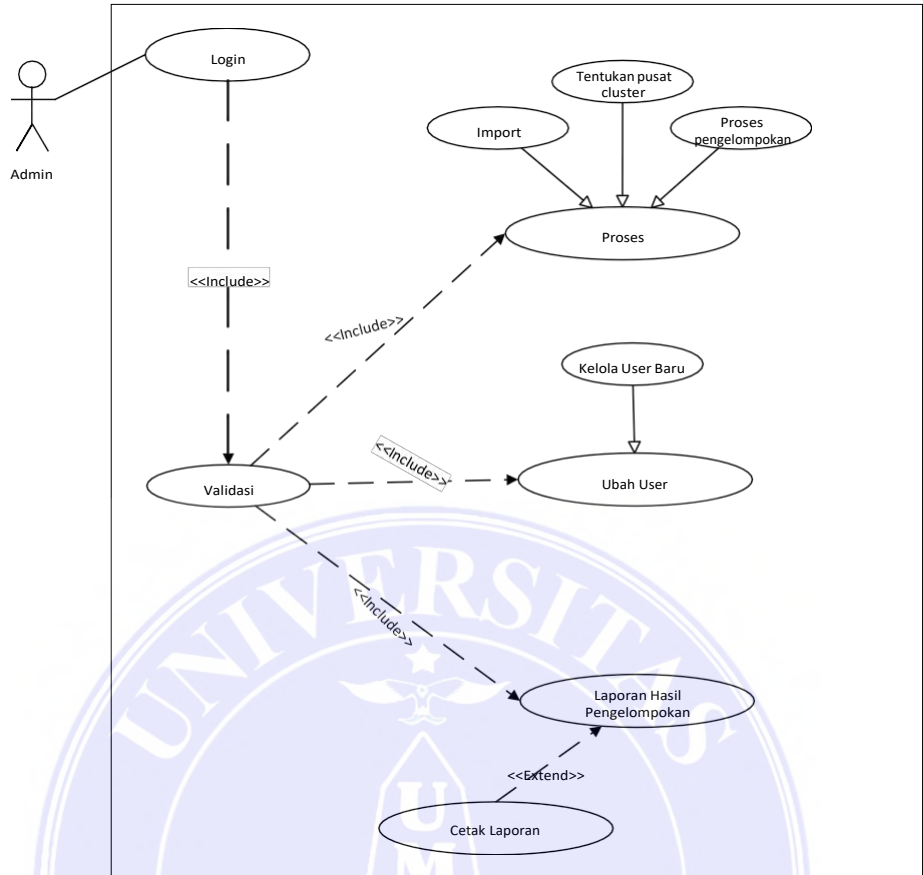 Login
Admin
Tentukan pusat
cluster
Import
Proses
pengelompokan
Proses
<<Include>>
<<Include>>
Kelola User Baru
<<Include>>
Validasi
Ubah User
<<Include>>
Laporan Hasil
Pengelompokan
<<Extend>>
Cetak Laporan
UNIVERSITAS
U
M